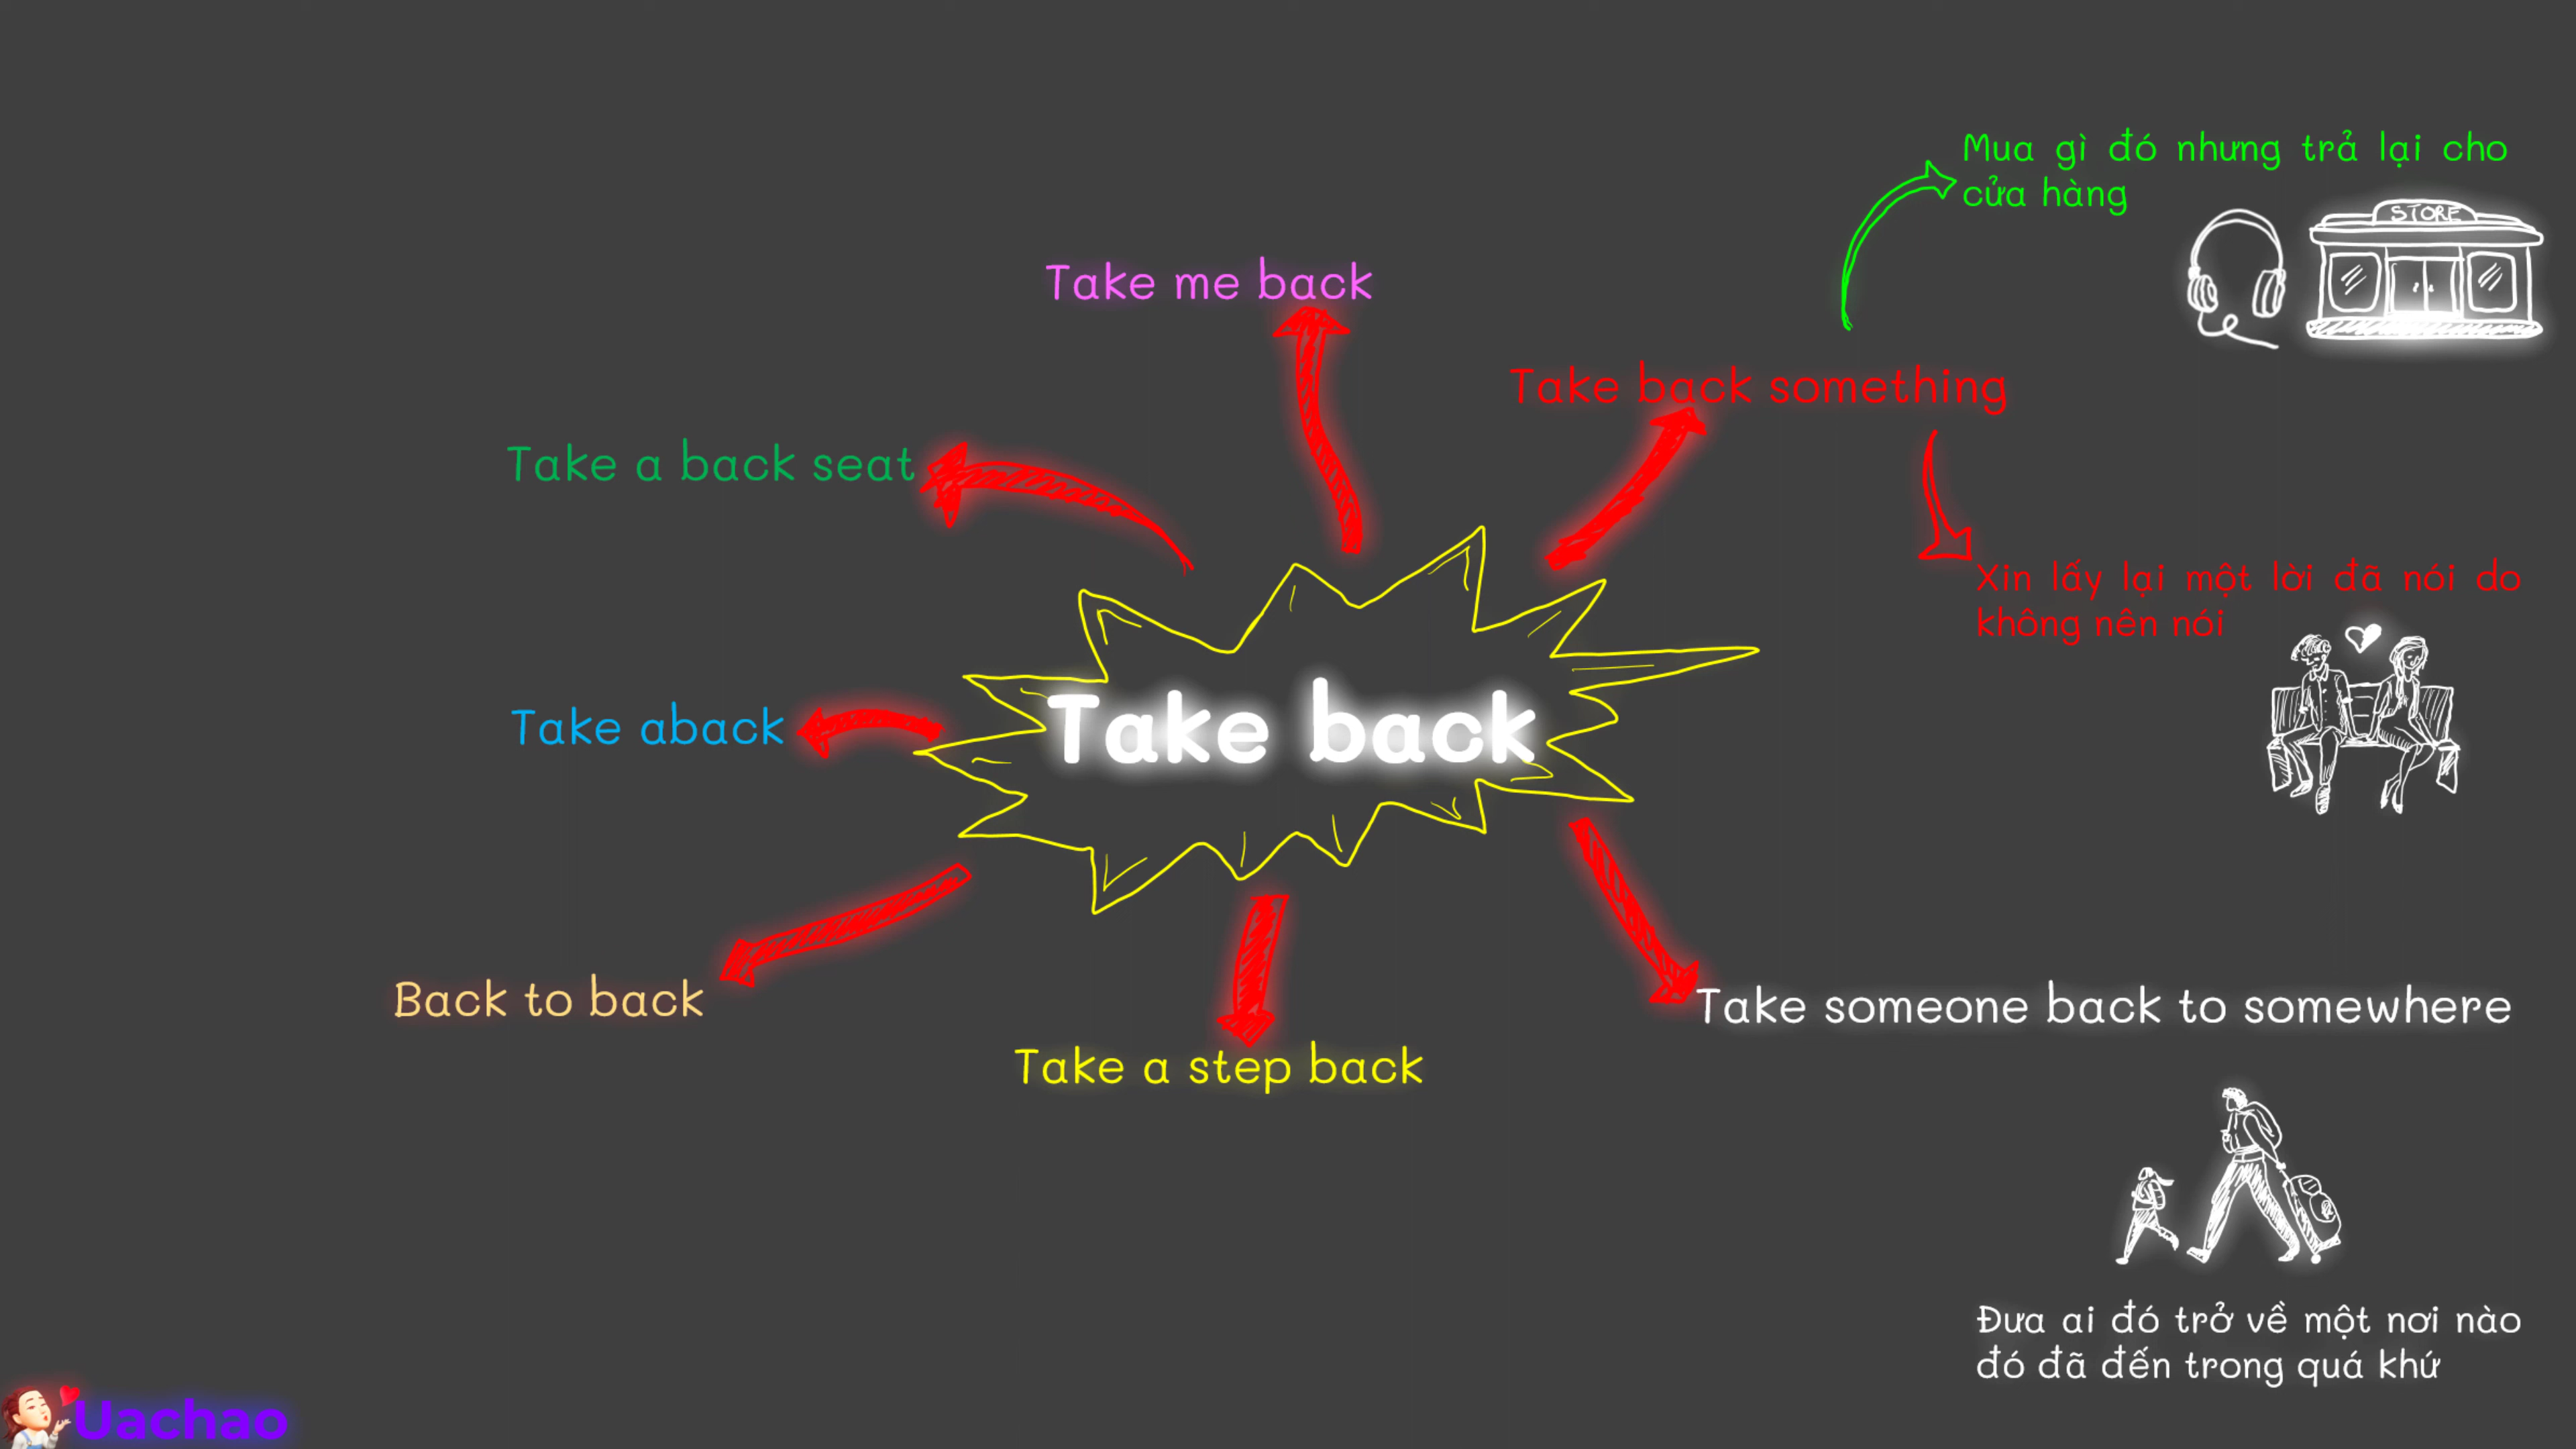 Mua gì đó nhưng trả lại cho
cửa hàng
STORE
Take me back
Take back something
Take a back seat
Xin lấy lại một lời đã nói do
không nên nói
Take back
Take aback
Back to back
Take someone back to somewhere
Take a step back
Đưa ai đó trở về một nơi nào
đó đã đến trong quá khứ
Uachao